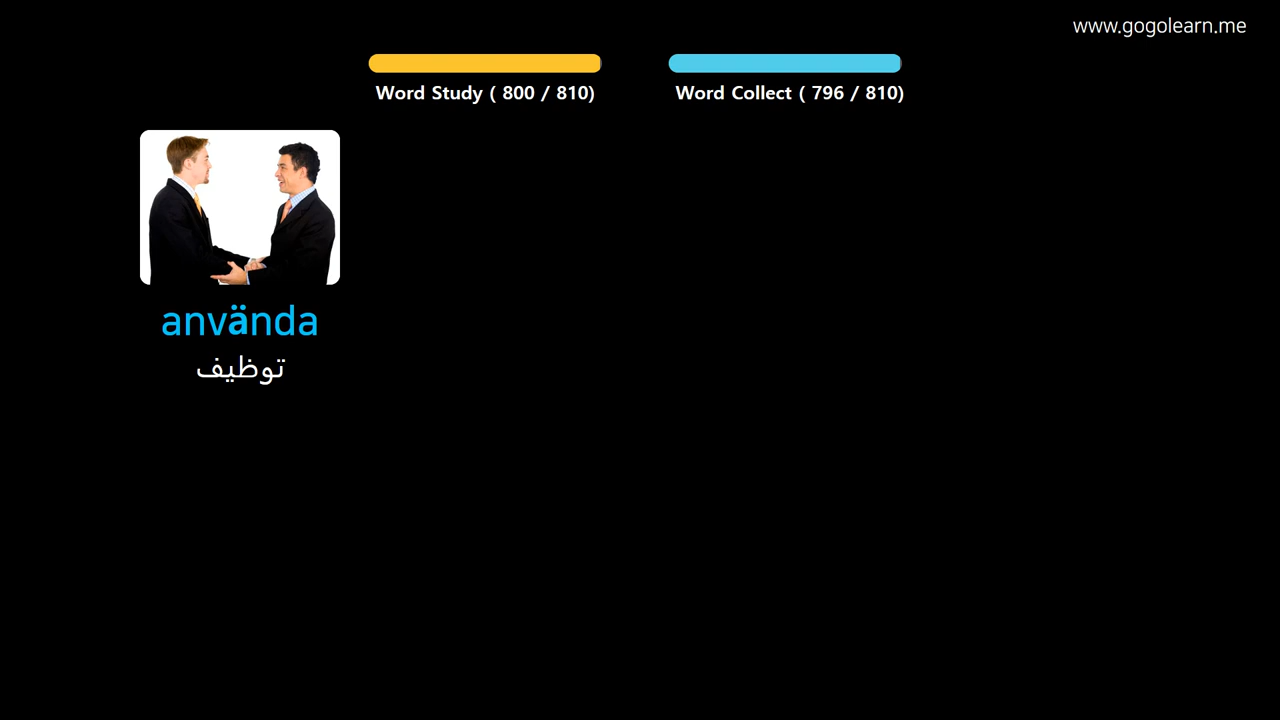 www.gogolearn.me
Word Study ( 800 / 810)
Word Collect ( 796 / 810)
använda
توظيف